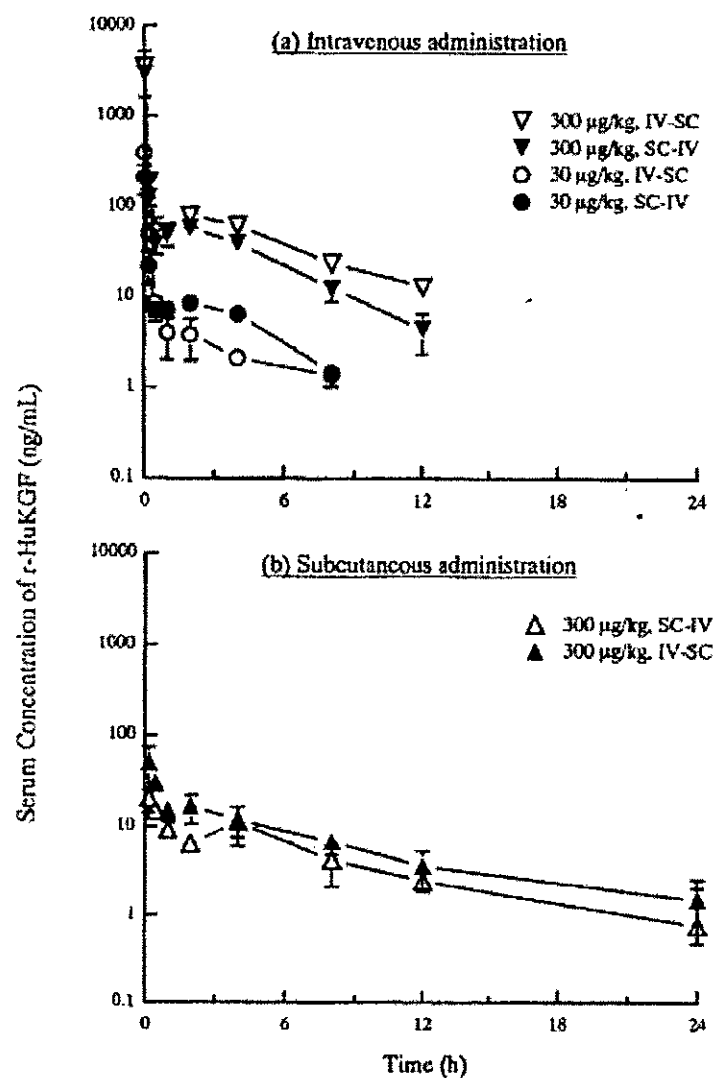 (a) Intravenous administration
300 µg/kg, IV-SC
300 µg/kg, SC-IV
30 µg/kg, IV-SC
30 µg/kg, SC-IV
10000
1000
100
10
1
0.1
0
6
12
18
24
(b) Subcutaneous administration
300 µg/kg, SC-IV
300 µg/kg, IV-SC
10000
1000
100
10
1
0.1
0
6
12
18
24
Serum Concentration of r-HuKGF (ng/mL)
Time (h)